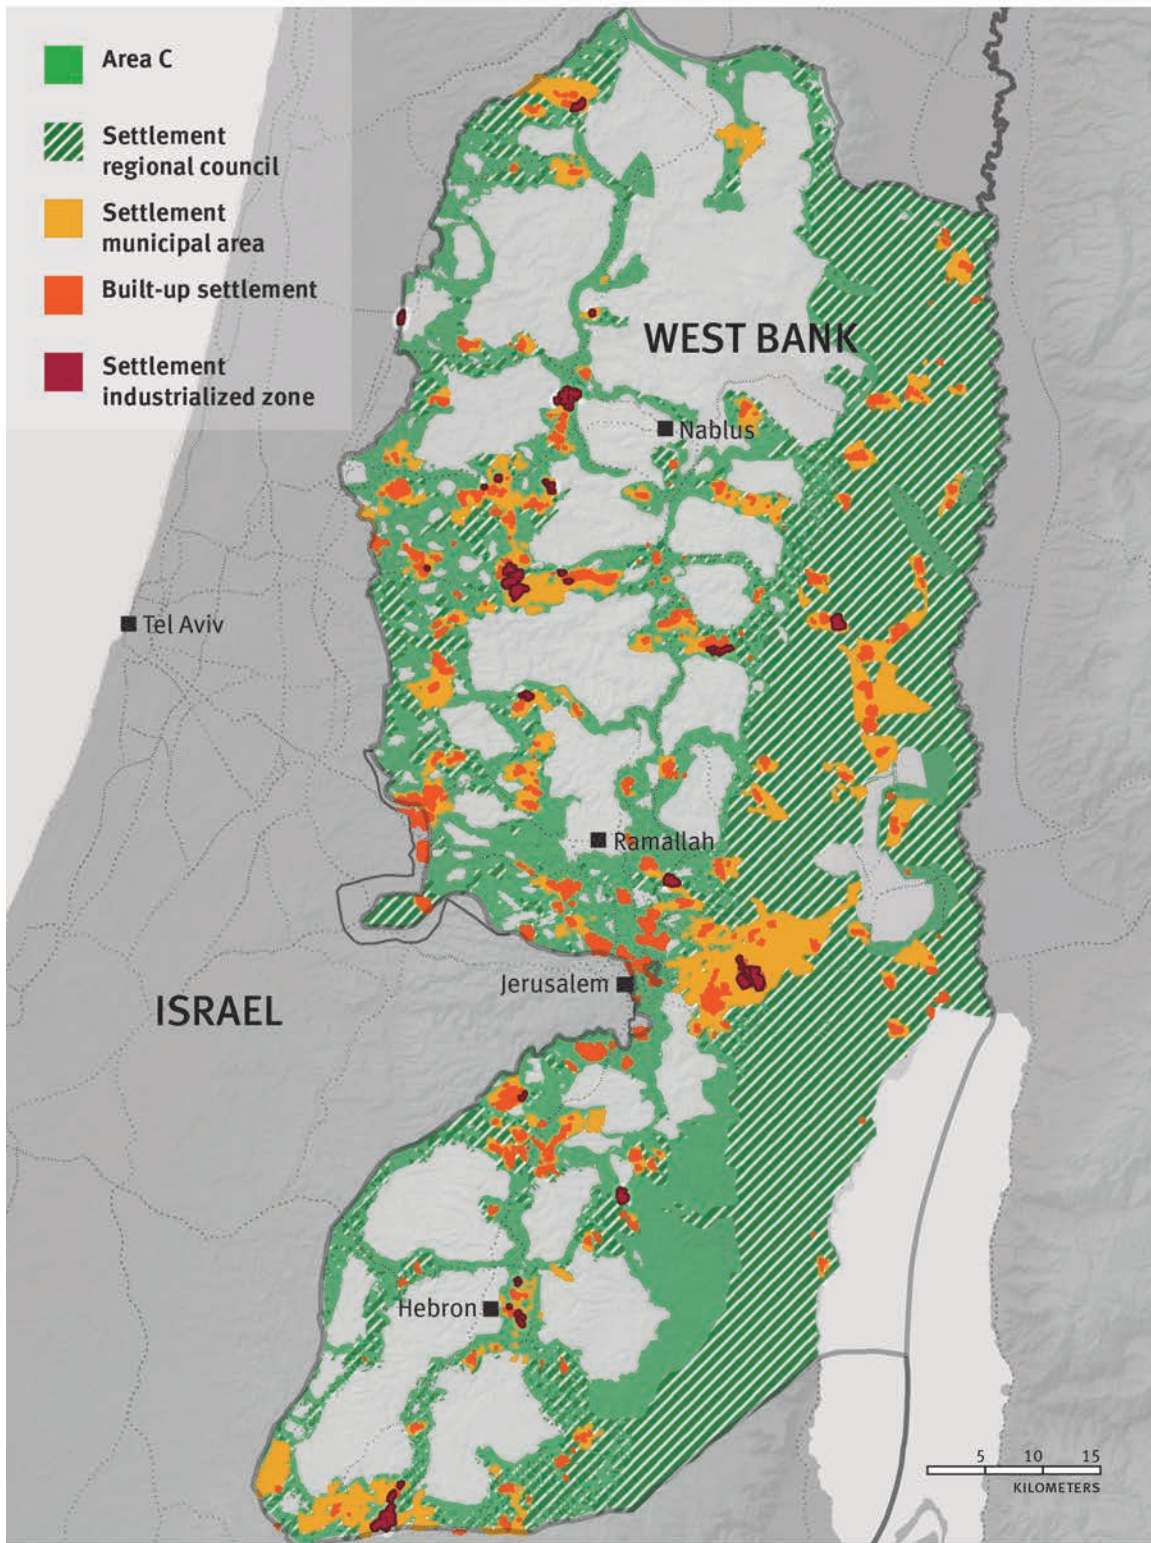 Area C
Settlement
regional council
Settlement
municipal area
Built-up settlement
Settlement
industrialized zone
WEST BANK
Nablus
Tel Aviv
Ramallah
Jerusalem
ISRAEL
Hebron
5 10 15
KILOMETERS